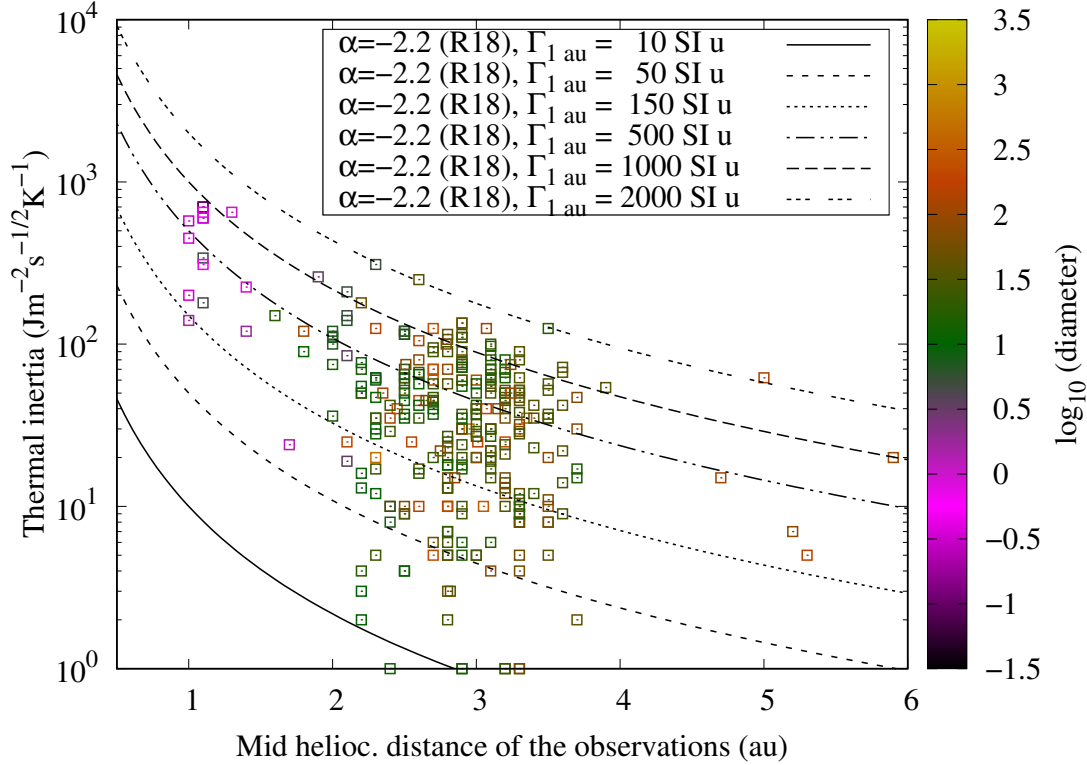 α=−2.2 (R18), Γ1 au = 10 SI u
α=−2.2 (R18), Γ1 au = 50 SI u
α=−2.2 (R18), Γ1 au = 150 SI u
α=−2.2 (R18), Γ1 au = 500 SI u
α=−2.2 (R18), Γ1 au = 1000 SI u
α=−2.2 (R18), Γ1 au = 2000 SI u
Thermal inertia (Jm−2s−1/2K−1)
10^4
10^3
10^2
10^1
10^0
1 2 3 4 5 6
Mid helioc. distance of the observations (au)
3.5
3
2.5
2
1.5
1
0.5
0
−0.5
−1
−1.5
log10 (diameter)